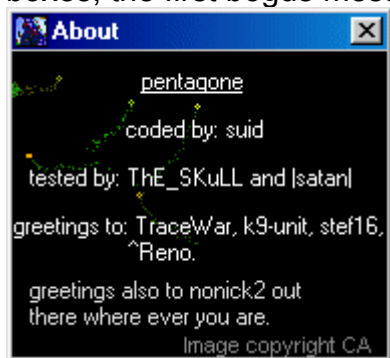 About
pentagone
coded by: suid
tested by: ThE_SKuLL and |satan|
greetings to: TraceWar, k9-unit, stef16,
^Reno.
greetings also to nonick2 out
there where ever you are.
Image copyright CA